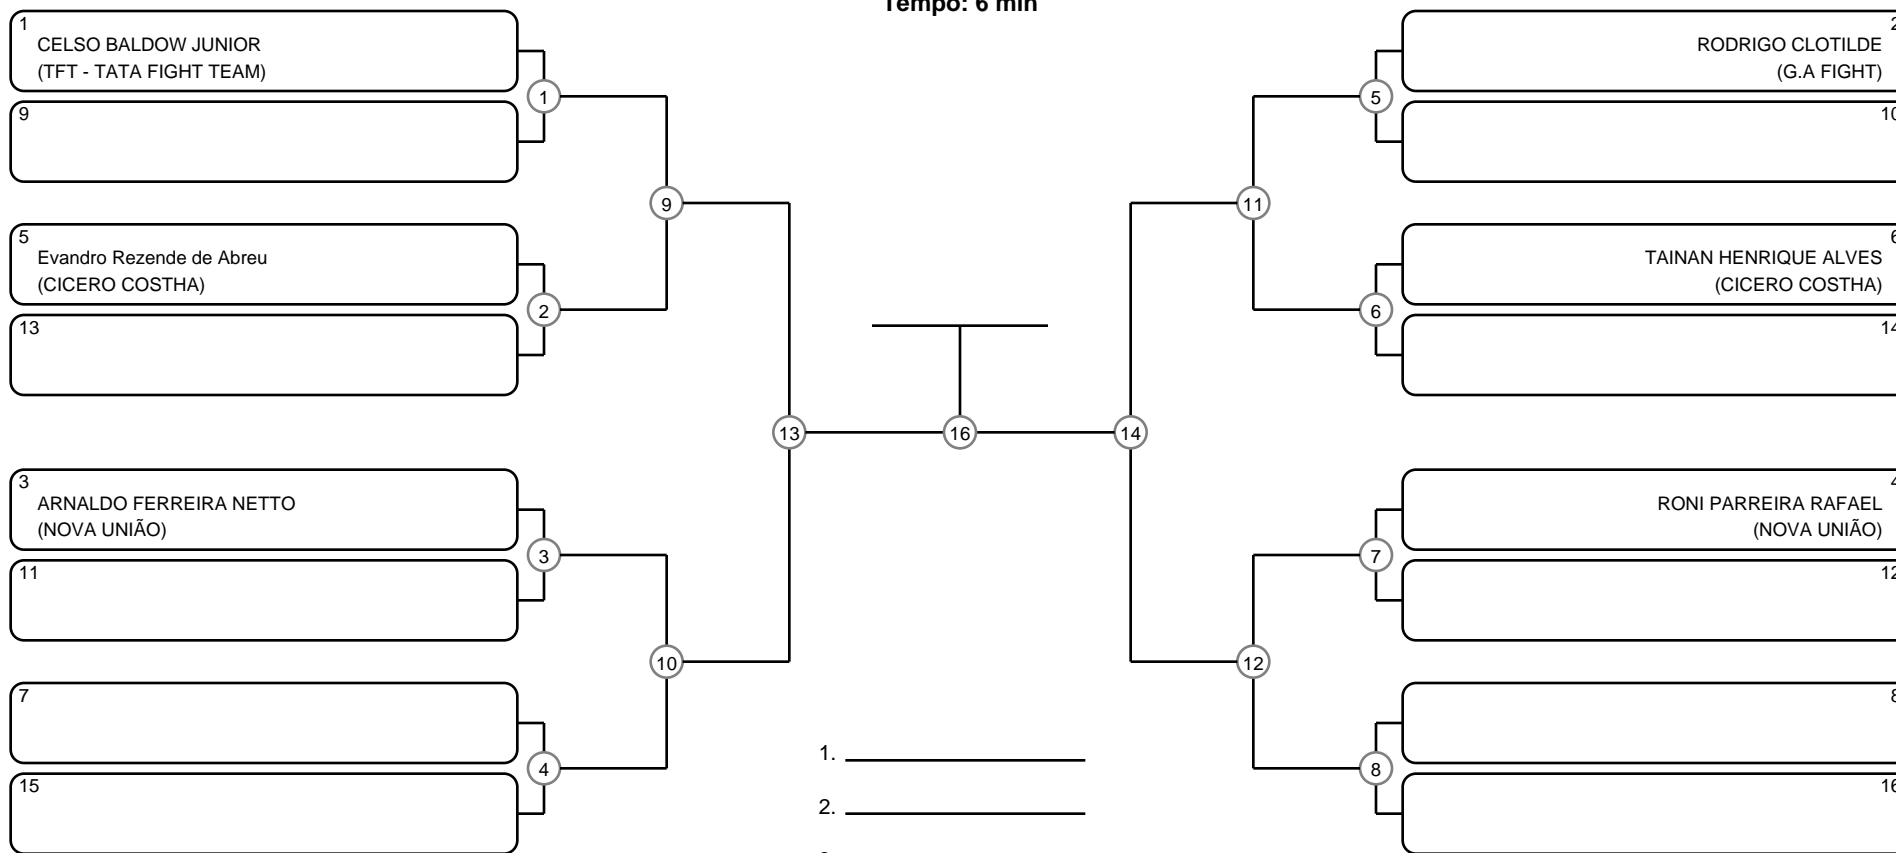 Tempo: 6 min
1
CELSO BALDOW JUNIOR
(TFT - TATA FIGHT TEAM)
9
1
5
Evandro Rezende de Abreu
(CICERO COSTHA)
13
2
9
3
ARNALDO FERREIRA NETTO
(NOVA UNIÃO)
11
3
7
15
4
10
13
16
14
2
RODRIGO CLOTILDE
(G.A FIGHT)
10
5
6
TAINAN HENRIQUE ALVES
(CICERO COSTHA)
14
6
11
4
RONI PARREIRA RAFAEL
(NOVA UNIÃO)
12
7
8
16
8
12
1.
2.